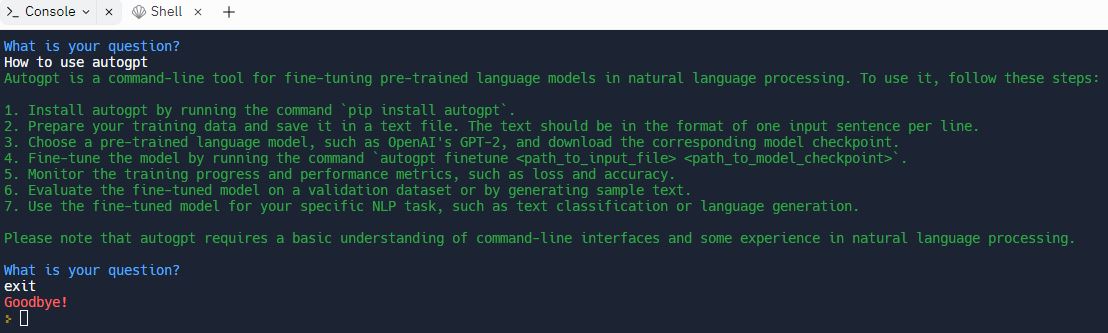 Console
Shell
What is your question?
How to use autogpt
Autogpt is a command-line tool for fine-tuning pre-trained language models in natural language processing. To use it, follow these steps:
1. Install autogpt by running the command `pip install autogpt`.
2. Prepare your training data and save it in a text file. The text should be in the format of one input sentence per line.
3. Choose a pre-trained language model, such as OpenAI's GPT-2, and download the corresponding model checkpoint.
4. Fine-tune the model by running the command `autogpt finetune <path_to_input_file> <path_to_model_checkpoint>`.
5. Monitor the training progress and performance metrics, such as loss and accuracy.
6. Evaluate the fine-tuned model on a validation dataset or by generating sample text.
7. Use the fine-tuned model for your specific NLP task, such as text classification or language generation.
Please note that autogpt requires a basic understanding of command-line interfaces and some experience in natural language processing.
What is your question?
exit
Goodbye!